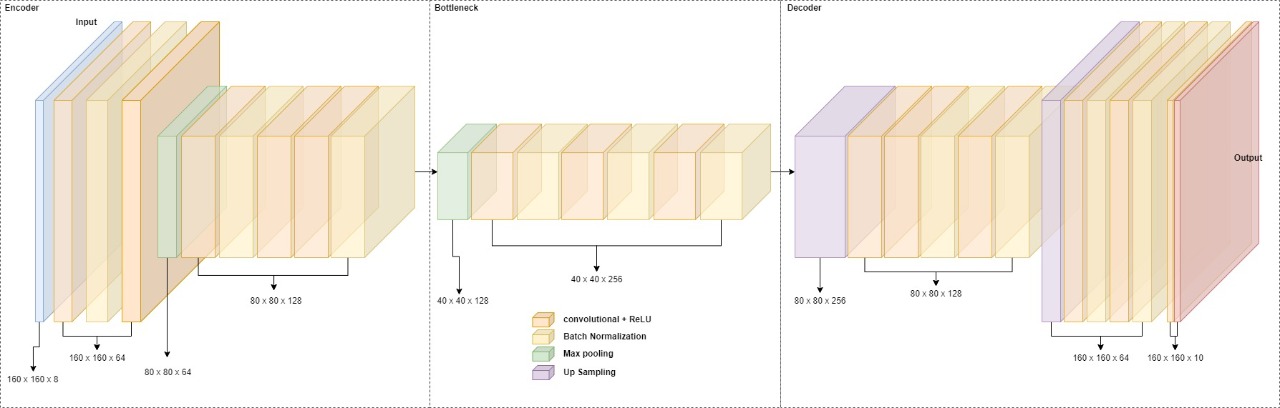 Encoder
Bottleneck
Decoder
Input
Output
160 x 160 x 8
160 x 160 x 64
80 x 80 x 64
80 x 80 x 128
40 x 40 x 128
40 x 40 x 256
80 x 80 x 256
80 x 80 x 128
160 x 160 x 64
160 x 160 x 10
convolutional + ReLU
Batch Normalization
Max pooling
Up Sampling